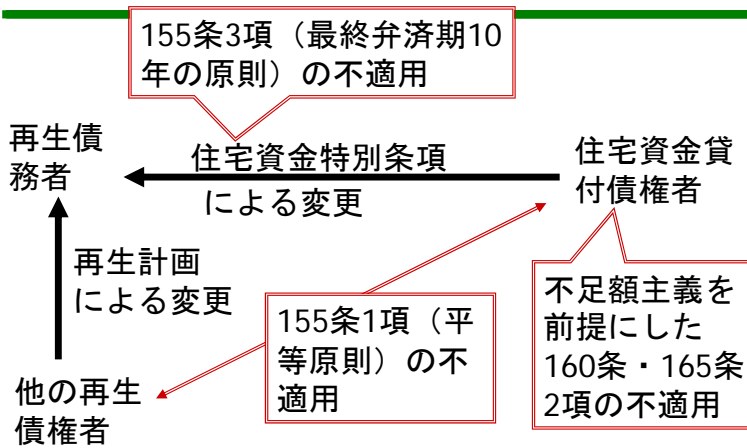 155条3項（最終弁済期10
年の原則）の不適用
再生債
務者
住宅資金特別条項
による変更
住宅資金貸
付債権者
再生計画
による変更
155条1項（平
等原則）の不
適用
不足額主義を
前提にした
160条・165条
2項の不適用
他の再生
債権者